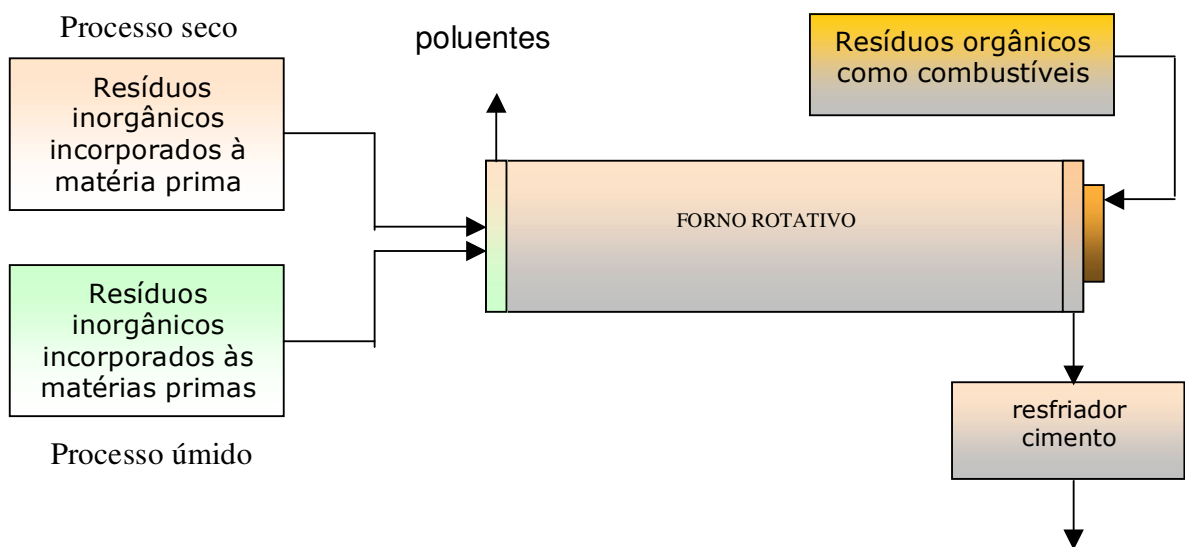 Processo seco
Resíduos
inorgânicos
incorporados à
matéria prima
poluentes
Resíduos orgânicos
como combustíveis
FORNO ROTATIVO
Resíduos
inorgânicos
incorporados às
matérias primas
Processo úmido
resfriador
cimento